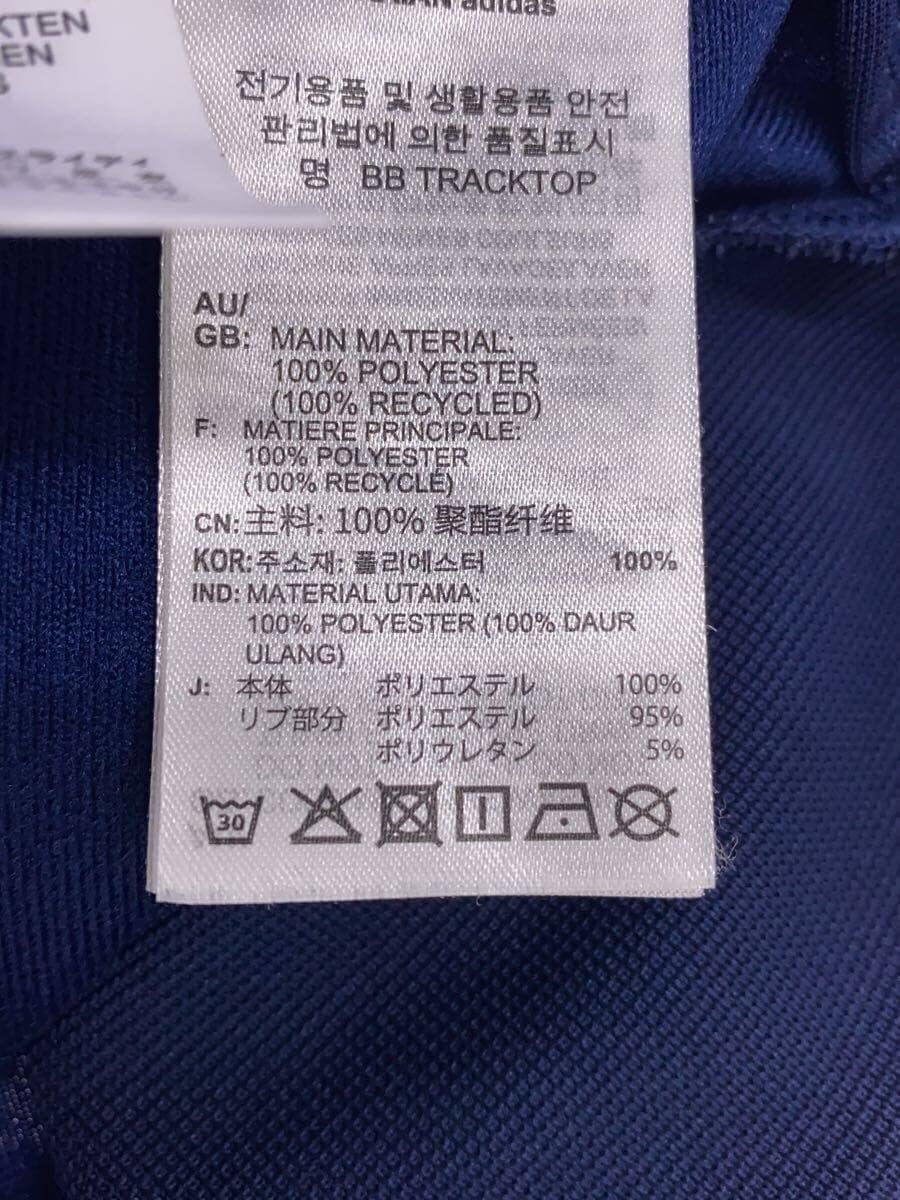 KTEN
EN
adidas
전기용품 및 생활용품 안전
관리법에 의한 품질표시
명 BB TRACKTOP
AU/
GB: MAIN MATERIAL:
100% POLYESTER
(100% RECYCLED)
F: MATIERE PRINCIPALE:
100% POLYESTER
(100% RECYCLÉ)
CN: 主料: 100% 聚酯纤维
KOR: 주소재: 폴리에스터 100%
IND: MATERIAL UTAMA:
100% POLYESTER (100% DAUR
ULANG)
J: 本体 ポリエステル 100%
リブ部分 ポリエステル 95%
ポリウレタン 5%
30